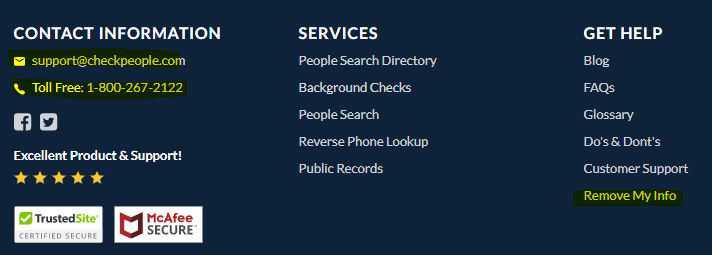 CONTACT INFORMATION
support@checkpeople.com
Toll Free: 1-800-267-2122
Excellent Product & Support!
TrustedSite
CERTIFIED SECURE
McAfee
SECURE
SERVICES
People Search Directory
Background Checks
People Search
Reverse Phone Lookup
Public Records
GET HELP
Blog
FAQs
Glossary
Do's & Dont's
Customer Support
Remove My Info